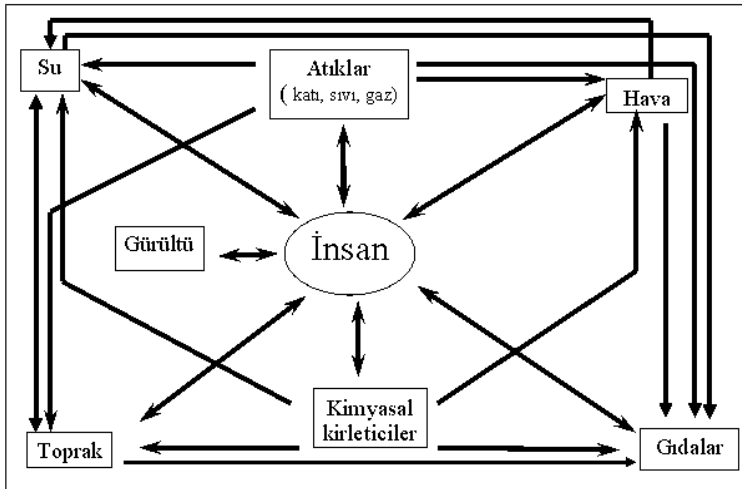 Su
Atıklar
( katı, sıvı, gaz)
Hava
Gürültü
İnsan
Kimyasal
kirleticiler
Toprak
Gıdalar